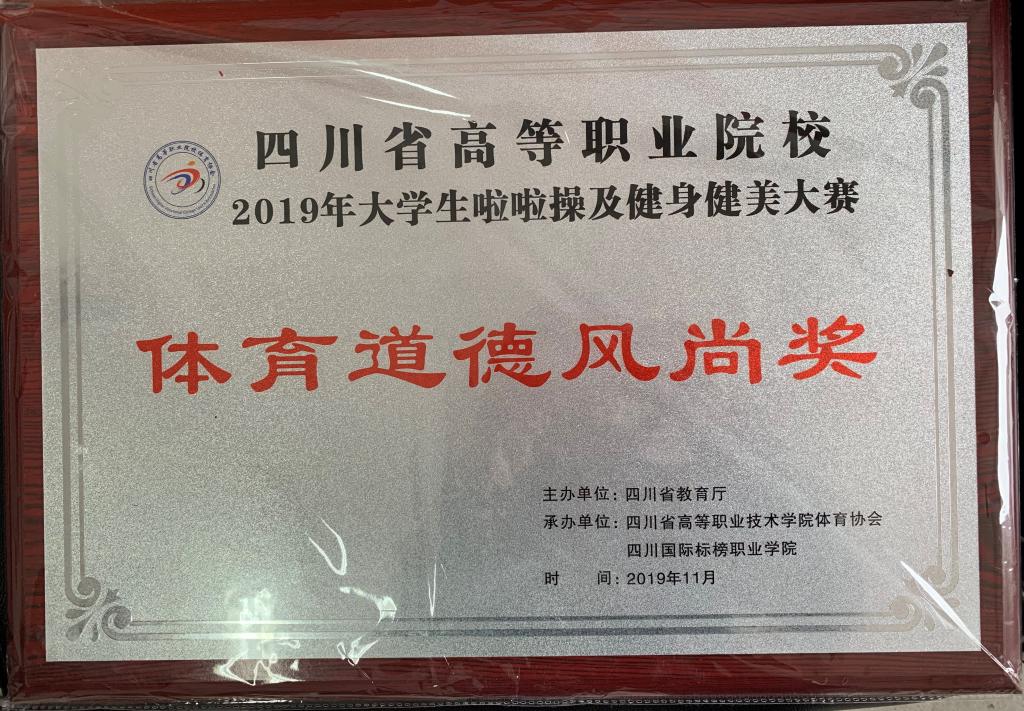 四川省高等职业院校
2019年大学生啦啦操及健身健美大赛
体育道德风尚奖
主办单位：四川省教育厅
承办单位：四川省高等职业技术学院体育协会
四川国际标榜职业学院
时 间：2019年11月